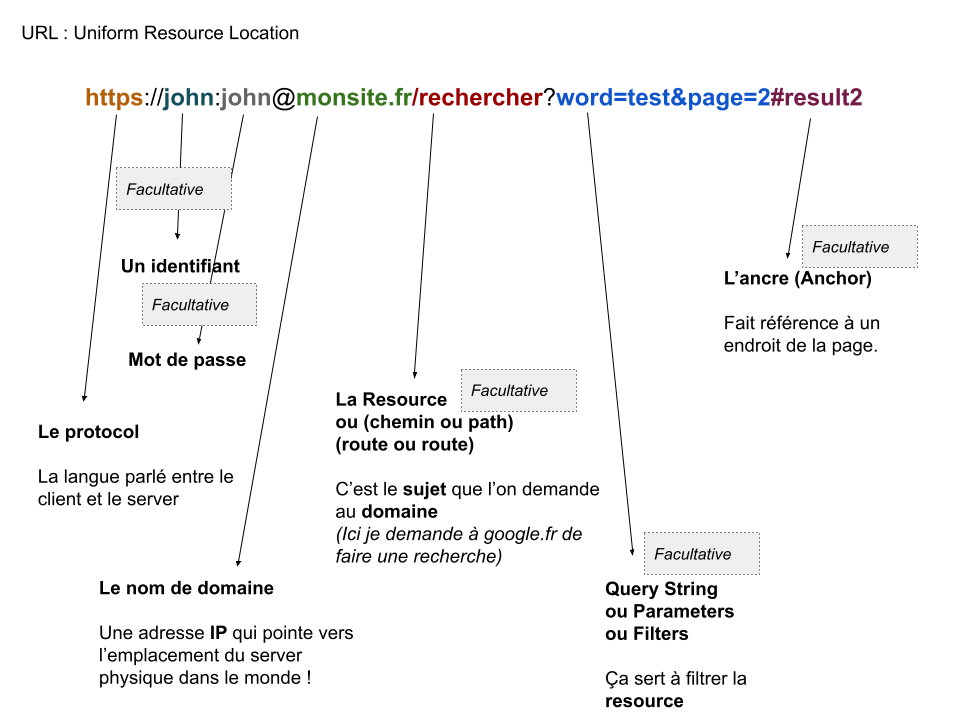 URL : Uniform Resource Location
https://john:john@monsite.fr/rechercher?word=test&page=2#result2
Facultative
Un identifiant
Facultative
Mot de passe
Le protocol
La langue parlé entre le
client et le server
Le nom de domaine
Une adresse IP qui pointe vers
l’emplacement du server
physique dans le monde !
Facultative
La Resource
ou (chemin ou path)
(route ou route)
C’est le sujet que l’on demande
au domaine
(Ici je demande à google.fr de
faire une recherche)
Facultative
Query String
ou Parameters
ou Filters
Ça sert à filtrer la
resource
Facultative
L’ancre (Anchor)
Fait référence à un
endroit de la page.